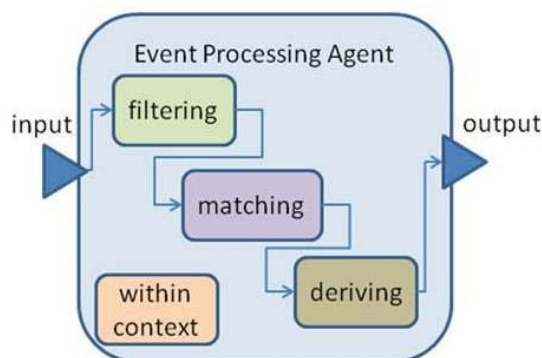 Event Processing Agent
input
filtering
output
matching
deriving
within
context